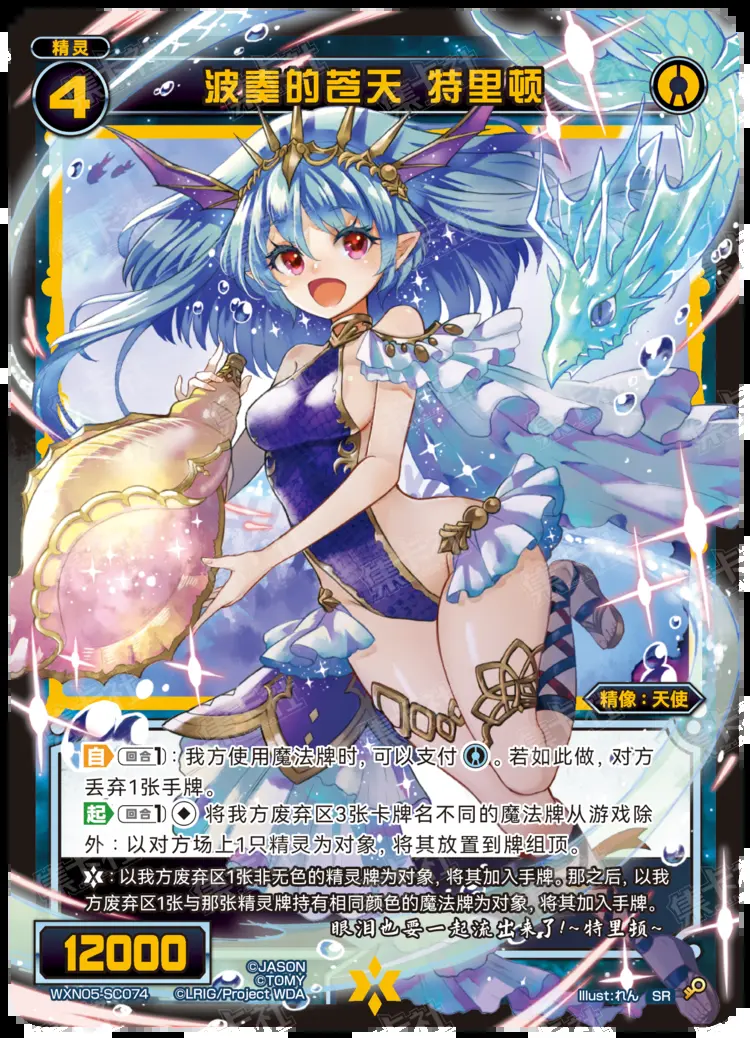 精灵
4
波奏的苍天 特里顿
精像：天使
自 回合1：我方使用魔法牌时，可以支付。若如此做，对方
丢弃1张手牌。
起 回合1 将我方废弃区3张卡牌名不同的魔法牌从游戏除
外：以对方场上1只精灵为对象，将其放置到牌组顶。
：以我方废弃区1张非无色的精灵牌为对象，将其加入手牌。那之后，以我
方废弃区1张与那张精灵牌持有相同颜色的魔法牌为对象，将其加入手牌。
眼泪也要一起流出来了！~特里顿~
12000
©JASON
©TOMY
WXN05-SC074 ©LRIG/Project WDA
Illust:れん SR
集卡社